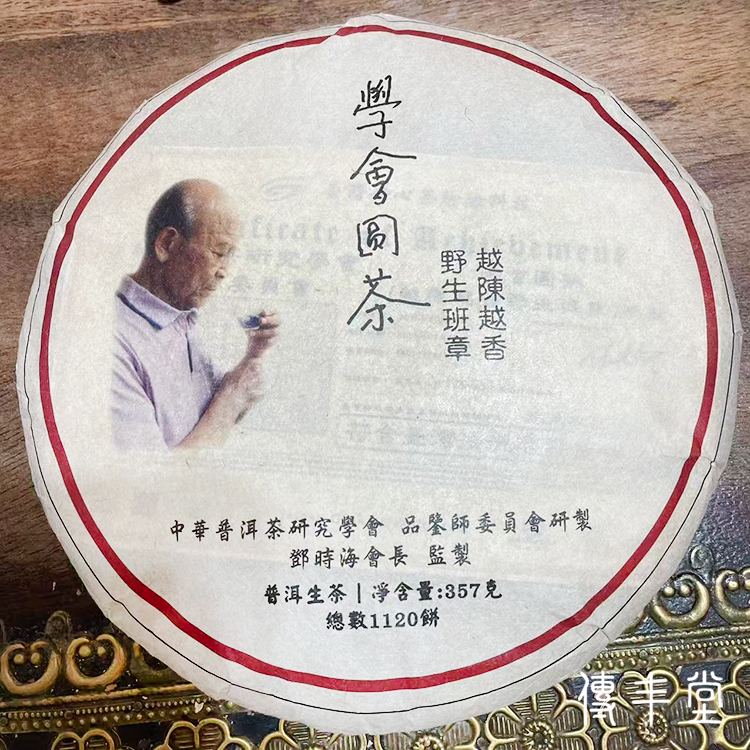 學會圓茶
越陳越香
野生班章
中華普洱茶研究學會 品鑒師委員會研製
鄧時海會長 監製
普洱生茶 | 淨含量:357克
總數1120餅
傳丰堂